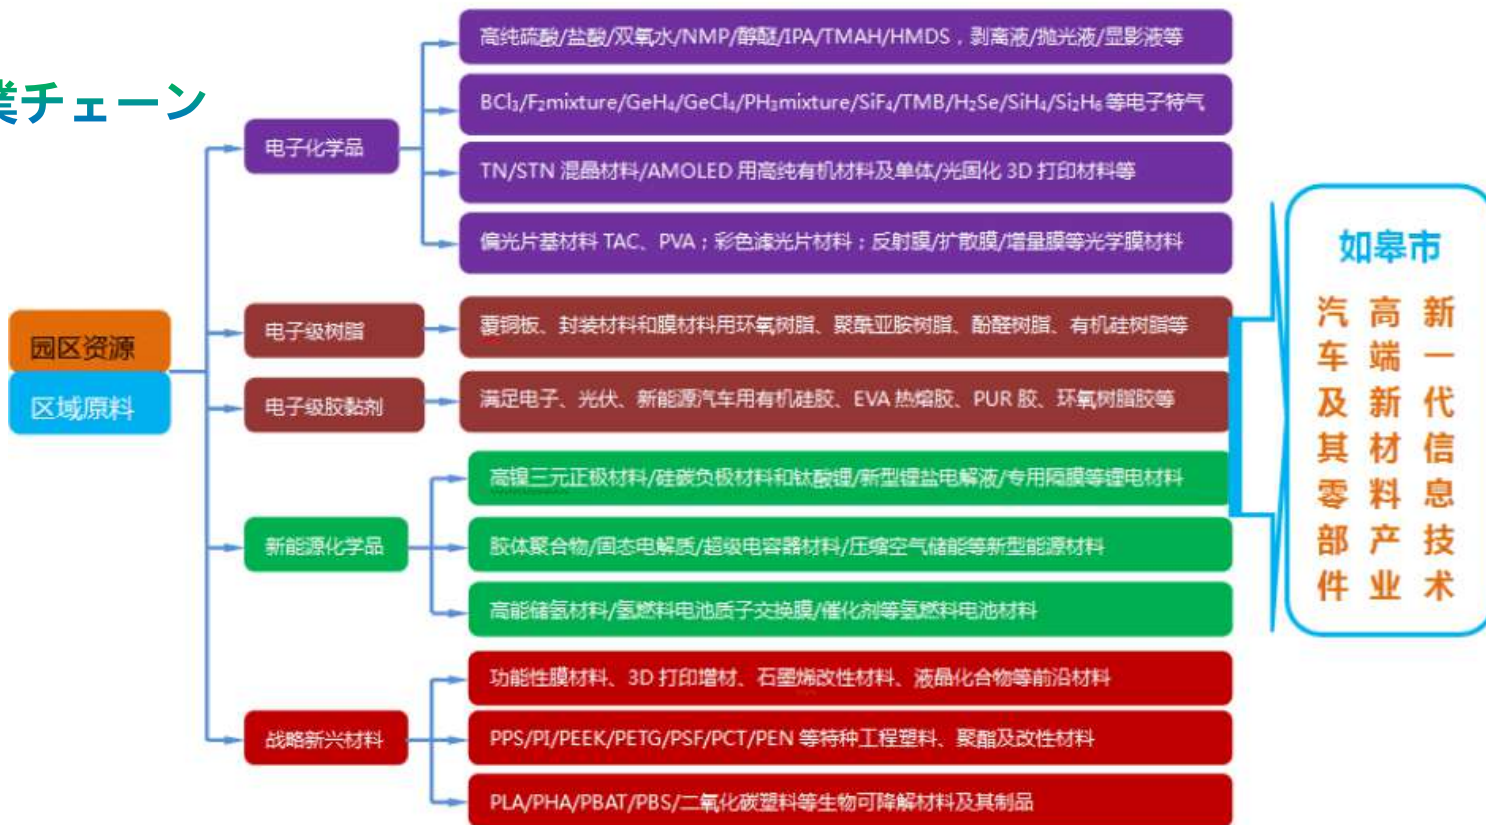 業チェーン
园区资源
区域原料
电子化学品
高纯硫酸/盐酸/双氧水/NMP/醇醚/IPA/TMAH/HMDS，剥离液/抛光液/显影液等
BCl₃/F₂mixture/GeH₄/GeCl₄/PH₃mixture/SiF₄/TMB/H₂Se/SiH₄/Si₂H₆等电子特气
TN/STN 混晶材料/AMOLED 用高纯有机材料及单体/光固化 3D 打印材料等
偏光片基材料 TAC、PVA；彩色滤光片材料；反射膜/扩散膜/增量膜等光学膜材料
电子级树脂
覆铜板、封装材料和膜材料用环氧树脂、聚酰亚胺树脂、酚醛树脂、有机硅树脂等
电子级胶黏剂
满足电子、光伏、新能源汽车用有机硅胶、EVA 热熔胶、PUR 胶、环氧树脂胶等
新能源化学品
高镍三元正极材料/硅碳负极材料和钛酸锂/新型锂盐电解液/专用隔膜等锂电材料
胶体聚合物/固态电解质/超级电容器材料/压缩空气储能等新型能源材料
高能储氢材料/氢燃料电池质子交换膜/催化剂等氢燃料电池材料
战略新兴材料
功能性膜材料、3D 打印增材、石墨烯改性材料、液晶化合物等前沿材料
PPS/PI/PEEK/PETG/PSF/PCT/PEN 等特种工程塑料、聚酯及改性材料
PLA/PHA/PBAT/PBS/二氧化碳塑料等生物可降解材料及其制品
如皋市
新一代信息技术
高端新材料产业
汽车及其零部件